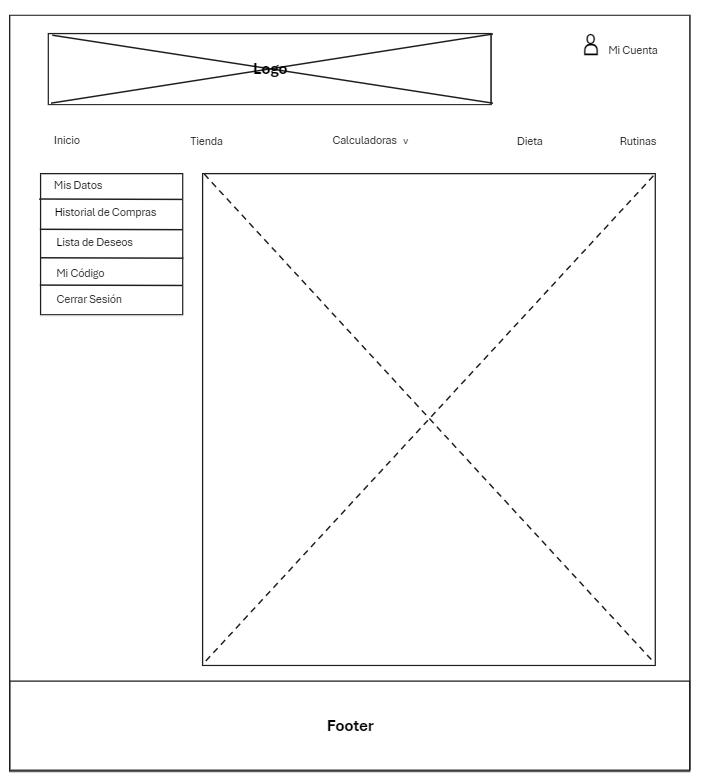 Logo
Mi Cuenta
Inicio
Tienda
Calculadoras v
Dieta
Rutinas
Mis Datos
Historial de Compras
Lista de Deseos
Mi Código
Cerrar Sesión
Footer